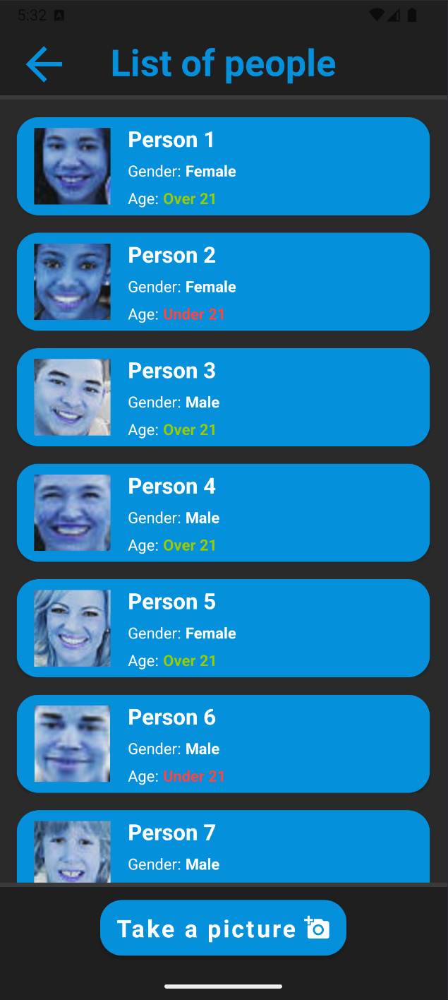 5:32
List of people
Person 1
Gender: Female
Age: Over 21
Person 2
Gender: Female
Age: Under 21
Person 3
Gender: Male
Age: Over 21
Person 4
Gender: Male
Age: Over 21
Person 5
Gender: Female
Age: Over 21
Person 6
Gender: Male
Age: Under 21
Person 7
Gender: Male
Take a picture